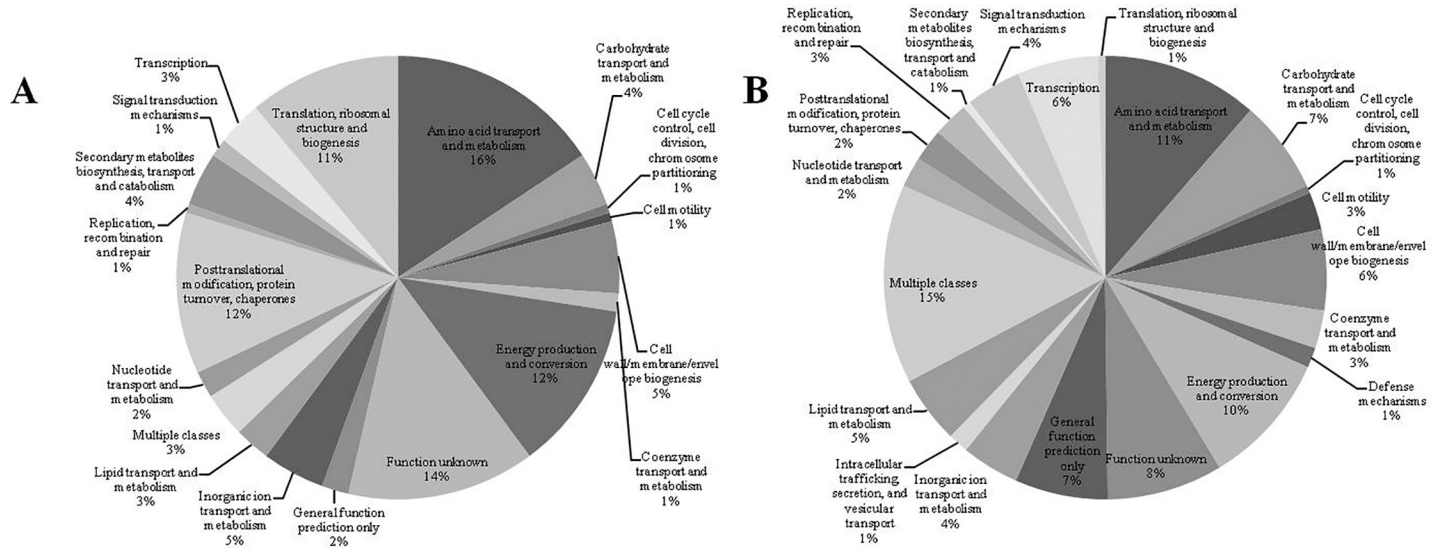 A
Amino acid transport
and metabolism
16%
Carbohydrate
transport and
metabolism
4%
Cell cycle
control, cell
division,
chromosome
partitioning
1%
Cell motility
1%
Cell
wall/membrane/envel
ope biogenesis
5%
Coenzyme
transport and
metabolism
1%
Energy production
and conversion
12%
Function unknown
14%
General function
prediction only
2%
Inorganic ion
transport and
metabolism
5%
Lipid transport and
metabolism
3%
Multiple classes
3%
Nucleotide
transport and
metabolism
2%
Posttranslational
modification, protein
turnover, chaperones
12%
Replication,
recombination
and repair
1%
Secondary metabolites
biosynthesis, transport
and catabolism
4%
Signal transduction
mechanisms
1%
Transcription
3%
Translation, ribosomal
structure and
biogenesis
11%
B
Amino acid transport
and metabolism
11%
Carbohydrate
transport and
metabolism
7%
Cell cycle
control, cell
division,
chromosome
partitioning
1%
Cell motility
3%
Cell
wall/membrane/envel
ope biogenesis
6%
Coenzyme
transport and
metabolism
3%
Defense
mechanisms
1%
Energy production
and conversion
10%
Function unknown
8%
General
function
prediction
only
7%
Inorganic ion
transport and
metabolism
4%
Intracellular
trafficking,
secretion, and
vesicular
transport
1%
Lipid transport and
metabolism
5%
Multiple classes
15%
Nucleotide transport
and metabolism
2%
Posttranslational
modification, protein
turnover, chaperones
2%
Replication,
recombination
and repair
3%
Secondary
metabolites
biosynthesis,
transport and
catabolism
1%
Signal transduction
mechanisms
4%
Transcription
6%
Translation, ribosomal
structure and
biogenesis
1%